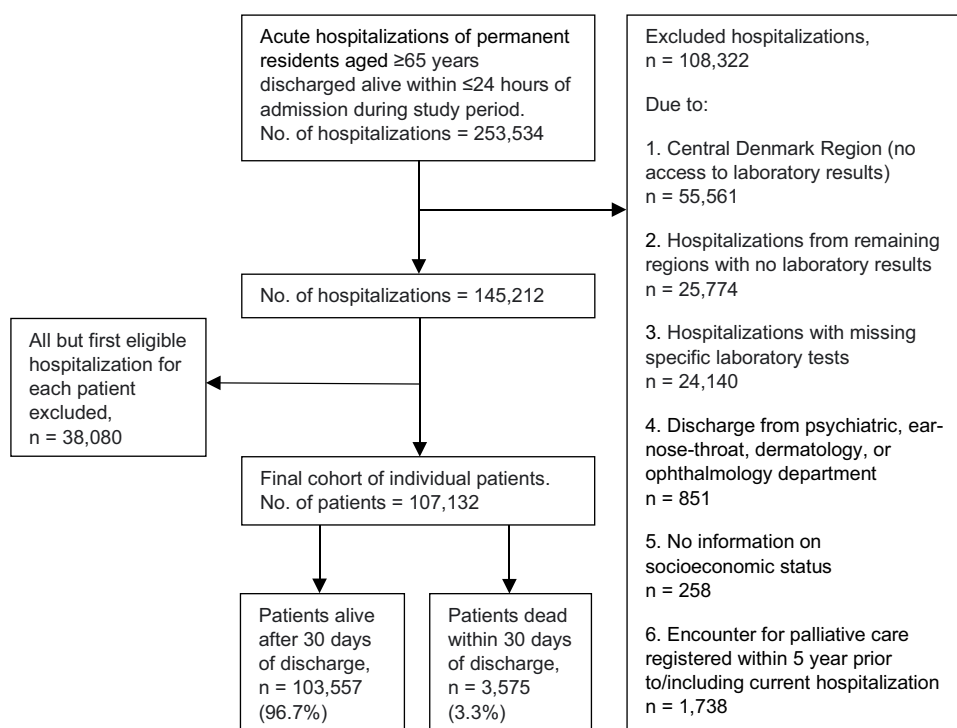 Acute hospitalizations of permanent
residents aged ≥65 years
discharged alive within ≤24 hours of
admission during study period.
No. of hospitalizations = 253,534
Excluded hospitalizations,
n = 108,322
Due to:
1. Central Denmark Region (no
access to laboratory results)
n = 55,561
2. Hospitalizations from remaining
regions with no laboratory results
n = 25,774
3. Hospitalizations with missing
specific laboratory tests
n = 24,140
4. Discharge from psychiatric, ear-
nose-throat, dermatology, or
ophthalmology department
n = 851
5. No information on
socioeconomic status
n = 258
6. Encounter for palliative care
registered within 5 year prior
to/including current hospitalization
n = 1,738
No. of hospitalizations = 145,212
All but first eligible
hospitalization for
each patient
excluded,
n = 38,080
Final cohort of individual patients.
No. of patients = 107,132
Patients alive
after 30 days
of discharge,
n = 103,557
(96.7%)
Patients dead
within 30 days
of discharge,
n = 3,575
(3.3%)